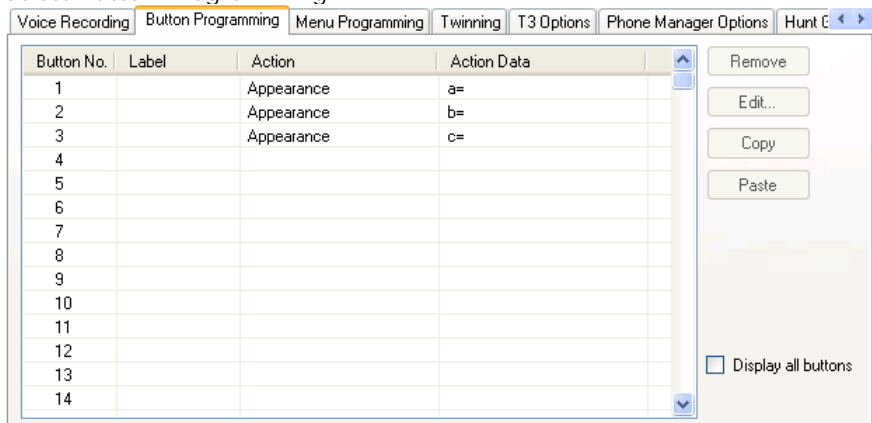 Voice Recording Button Programming Menu Programming Twinning T3 Options Phone Manager Options Hunt
Button No. Label Action Action Data
1 Appearance a=
2 Appearance b=
3 Appearance c=
4
5
6
7
8
9
10
11
12
13
14
Remove
Edit...
Copy
Paste
Display all buttons